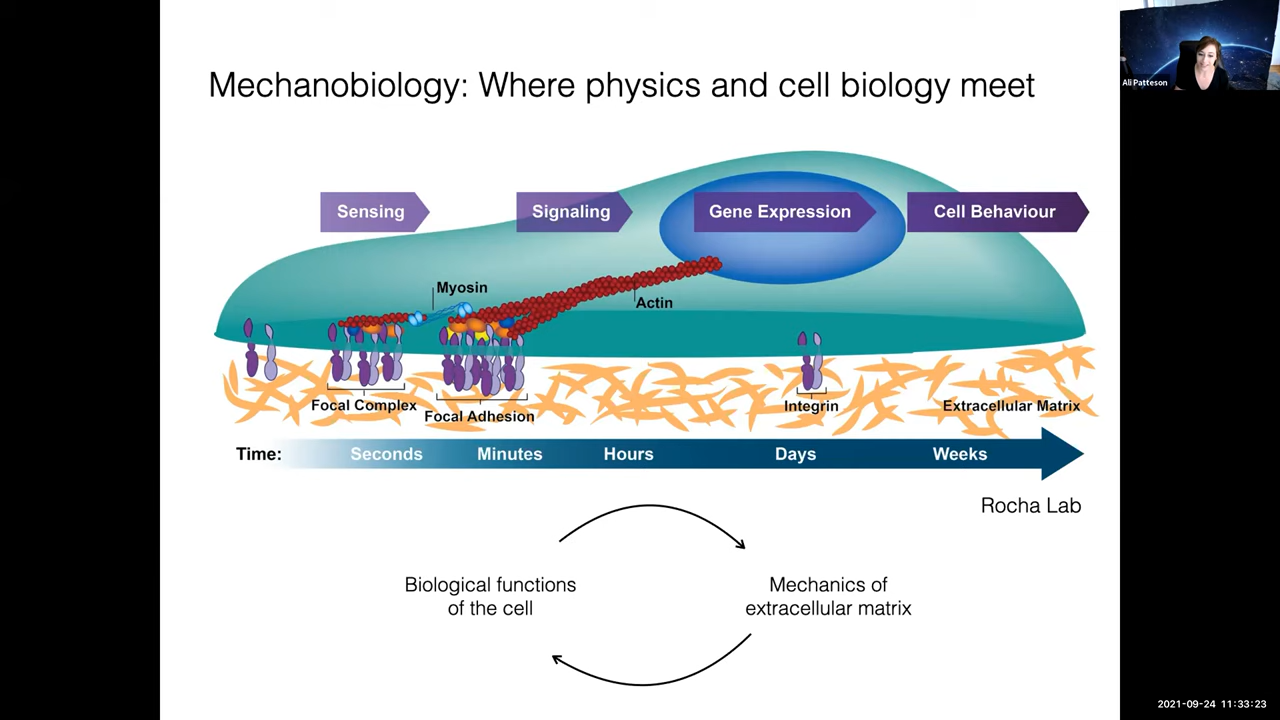 Mechanobiology: Where physics and cell biology meet
Ali Patteson
Sensing
Signaling
Gene Expression
Cell Behaviour
Myosin
Actin
Focal Complex
Focal Adhesion
Integrin
Extracellular Matrix
Time:
Seconds
Minutes
Hours
Days
Weeks
Rocha Lab
Biological functions
of the cell
Mechanics of
extracellular matrix
2021-09-24 11:33:23